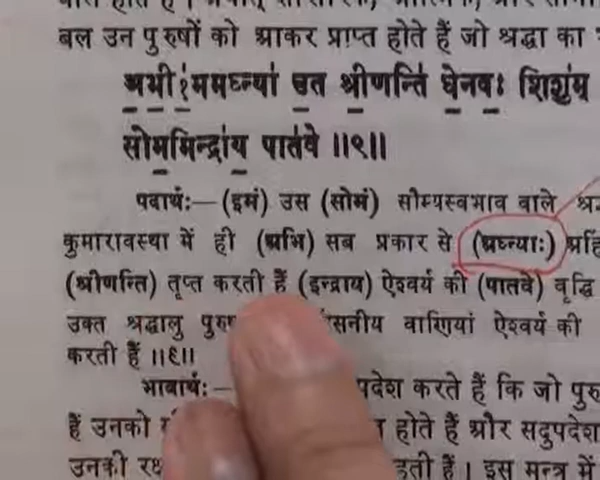 बल उन पुरुषों को आकर प्राप्त होते हैं जो श्रद्धा का
अभी॒३॒॑ममघ्न्या॑ उ॒त श्री॒णन्ति॑ धे॒नवः॒ शिशु॑म्
सोम॒मिन्द्रा॑य॒ पात॑वे ॥९॥
पदार्थः—(इमं) उस (सोमं) सौम्यस्वभाव वाले
कुमारावस्था में ही (अभि) सब प्रकार से (अघ्न्याः)
(श्रीणन्ति) तृप्त करती हैं (इन्द्राय) ऐश्वर्य की (पातवे) वृद्धि
उक्त श्रद्धालु वाणियां ऐश्वर्य की
करती हैं ॥९॥
भावार्थः— करते हैं कि जो
हैं उनको होते हैं और सदुपदेश
उनकी । इस मन्त्र में